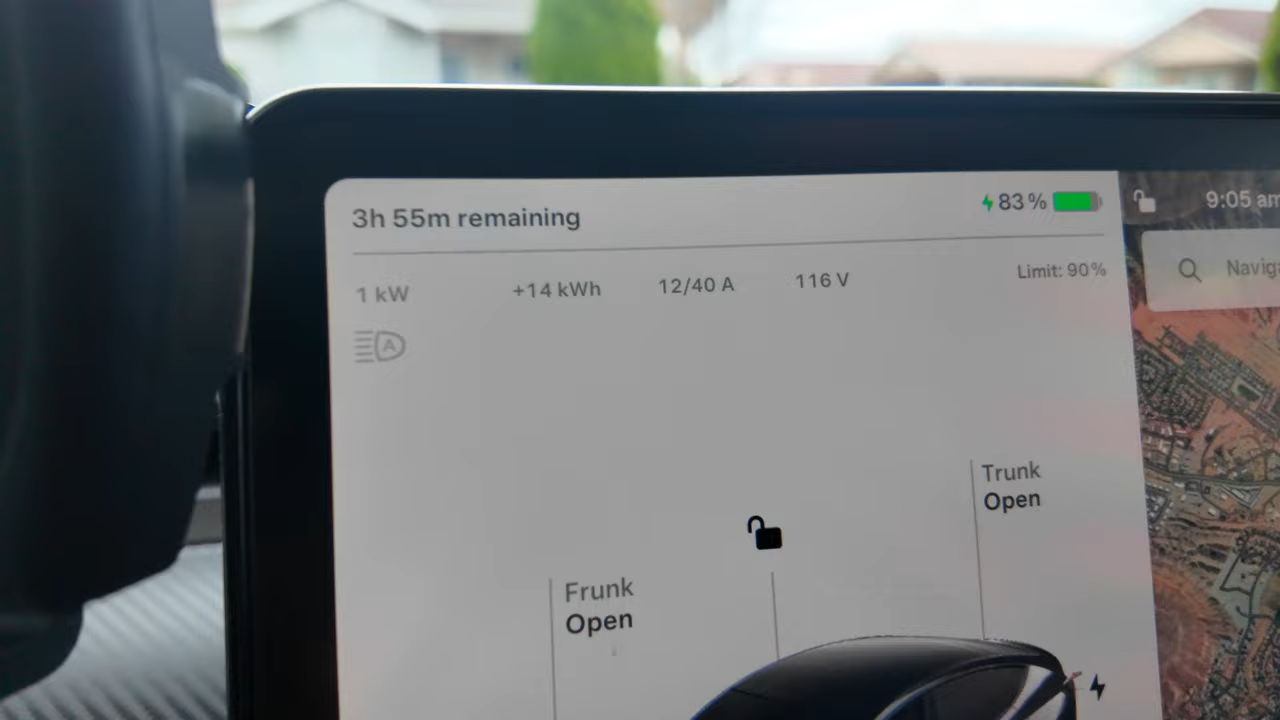 3h 55m remaining
83%
9:05 am
1 kW
+14 kWh
12/40 A
116 V
Limit: 90%
A
Trunk
Open
Frunk
Open